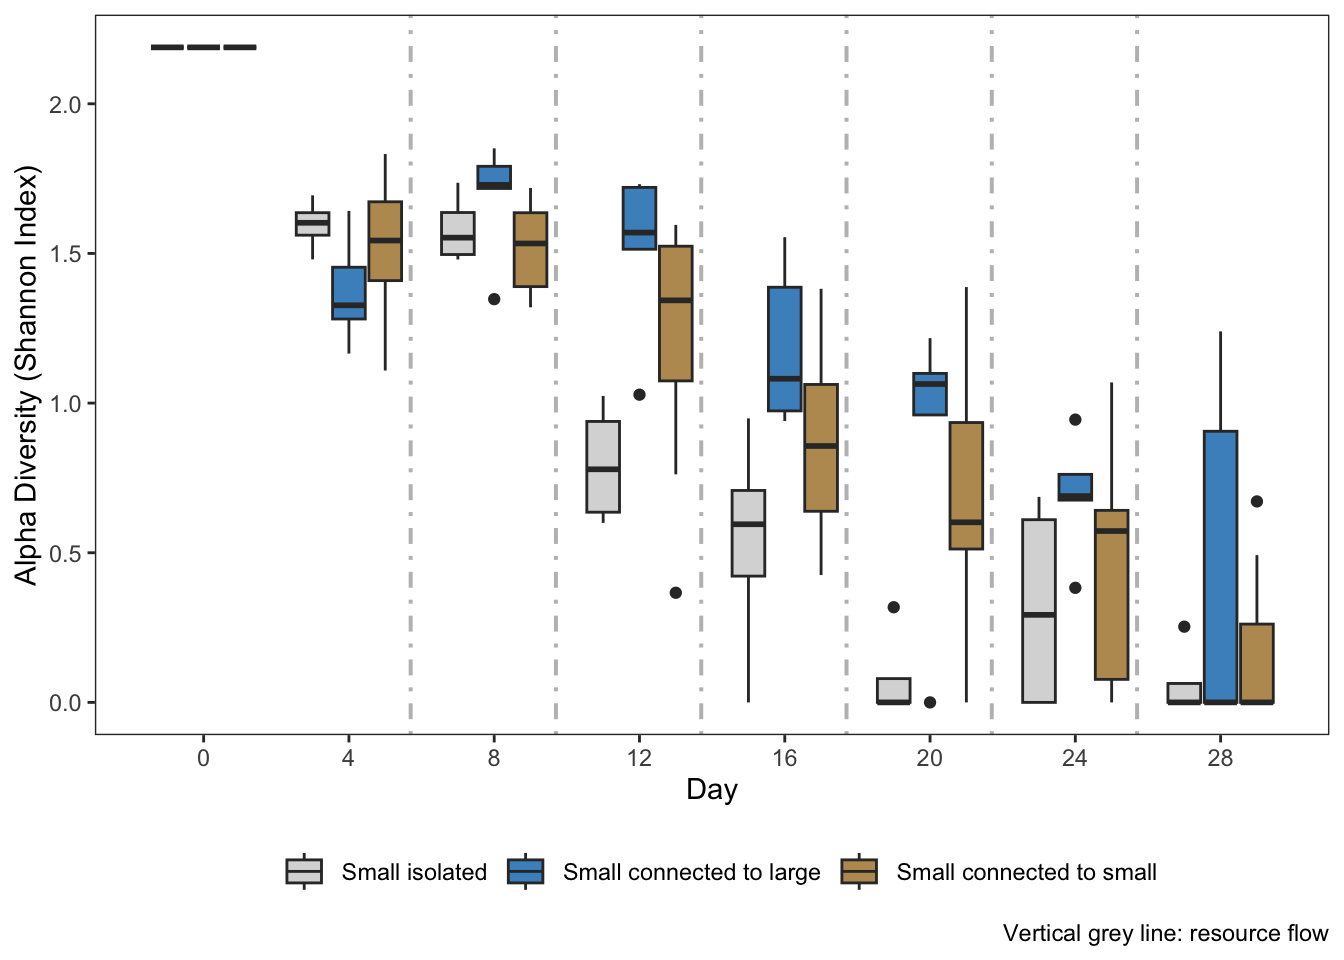 Alpha Diversity (Shannon Index)
2.0
1.5
1.0
0.5
0.0
0 4 8 12 16 20 24 28
Day
Small isolated Small connected to large Small connected to small
Vertical grey line: resource flow